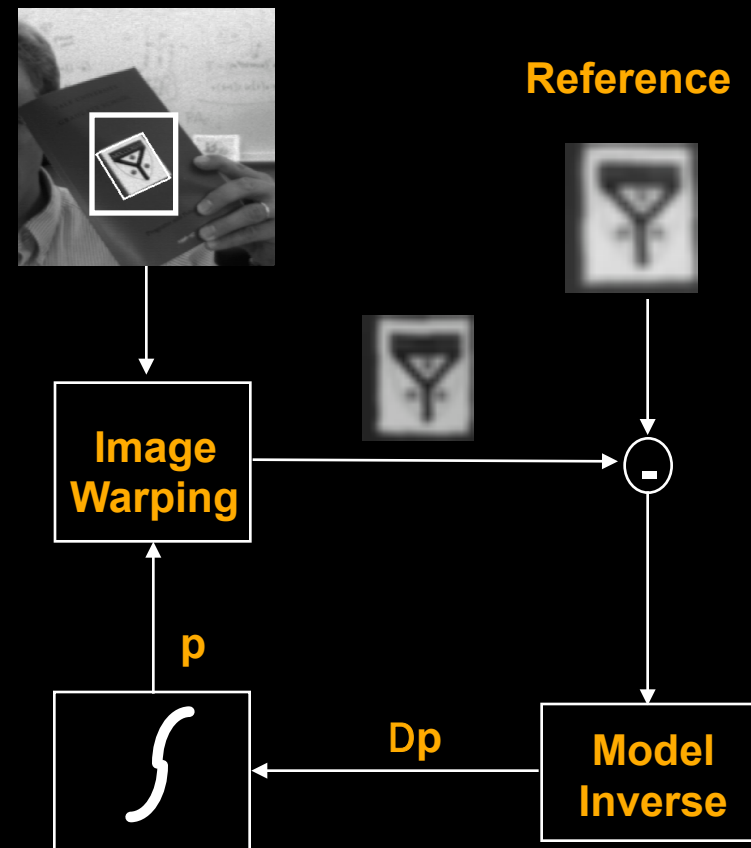 Reference
Image
Warping
-
p
Dp
∫
Model
Inverse